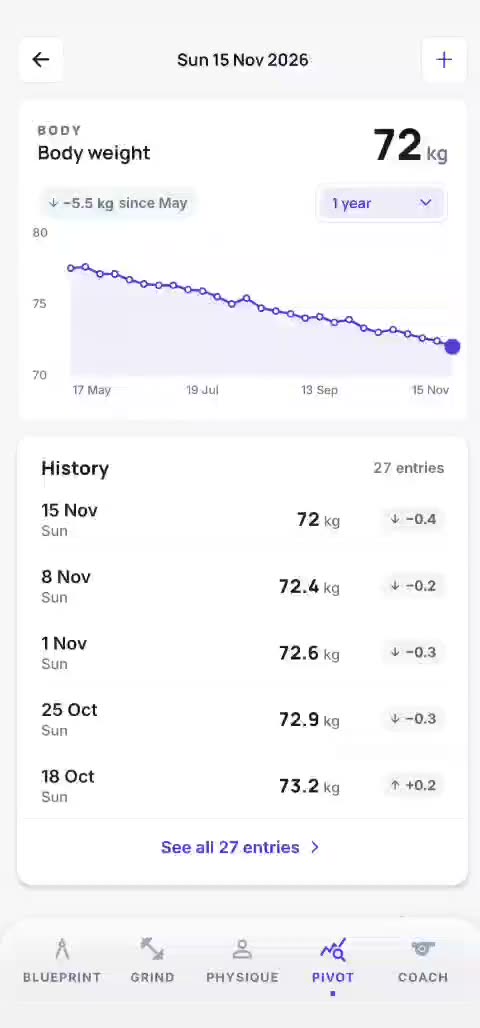 Sun 15 Nov 2026
BODY
Body weight
72 kg
↓ −5.5 kg since May
1 year
80
75
70
17 May 19 Jul 13 Sep 15 Nov
History 27 entries
15 Nov
Sun
72 kg ↓ −0.4
8 Nov
Sun
72.4 kg ↓ −0.2
1 Nov
Sun
72.6 kg ↓ −0.3
25 Oct
Sun
72.9 kg ↓ −0.3
18 Oct
Sun
73.2 kg ↑ +0.2
See all 27 entries
BLUEPRINT GRIND PHYSIQUE PIVOT COACH